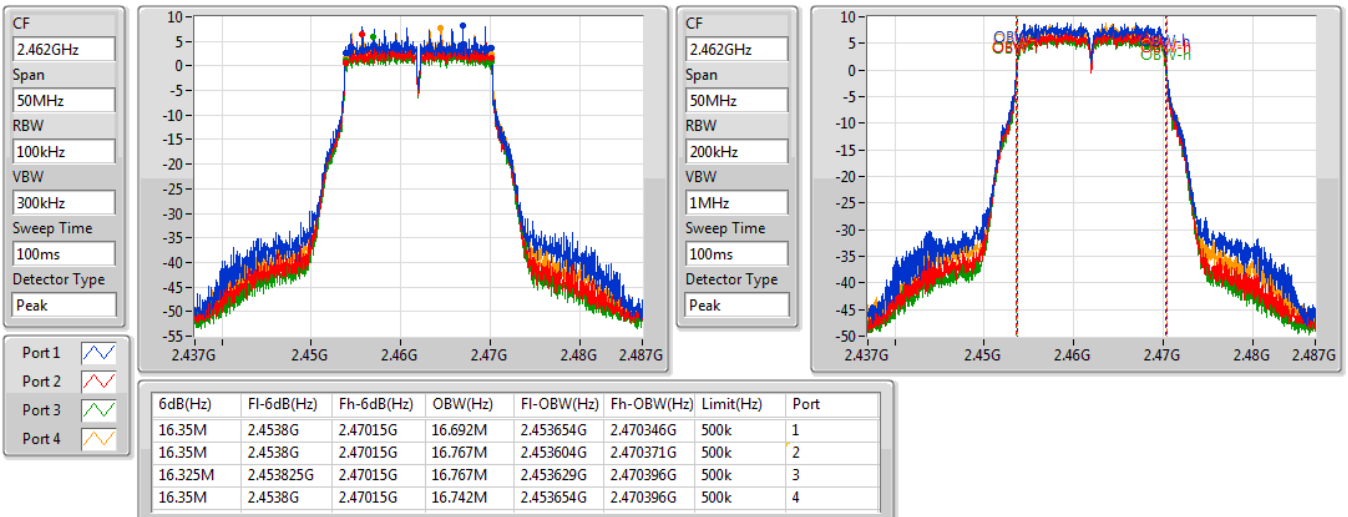 CF
2.462GHz
Span
50MHz
RBW
100kHz
VBW
300kHz
Sweep Time
100ms
Detector Type
Peak
10
5
0
-5
-10
-15
-20
-25
-30
-35
-40
-45
-50
-55
2.437G 2.45G 2.46G 2.47G 2.48G 2.487G
CF
2.462GHz
Span
50MHz
RBW
200kHz
VBW
1MHz
Sweep Time
100ms
Detector Type
Peak
10
5
0
-5
-10
-15
-20
-25
-30
-35
-40
-45
-50
OBW-h
OBW-h
2.437G 2.45G 2.46G 2.47G 2.48G 2.487G
Port 1
Port 2
Port 3
Port 4
6dB(Hz) Fl-6dB(Hz) Fh-6dB(Hz) OBW(Hz) Fl-OBW(Hz) Fh-OBW(Hz) Limit(Hz) Port
16.35M 2.4538G 2.47015G 16.692M 2.453654G 2.470346G 500k 1
16.35M 2.4538G 2.47015G 16.767M 2.453604G 2.470371G 500k 2
16.325M 2.453825G 2.47015G 16.767M 2.453629G 2.470396G 500k 3
16.35M 2.4538G 2.47015G 16.742M 2.453654G 2.470396G 500k 4